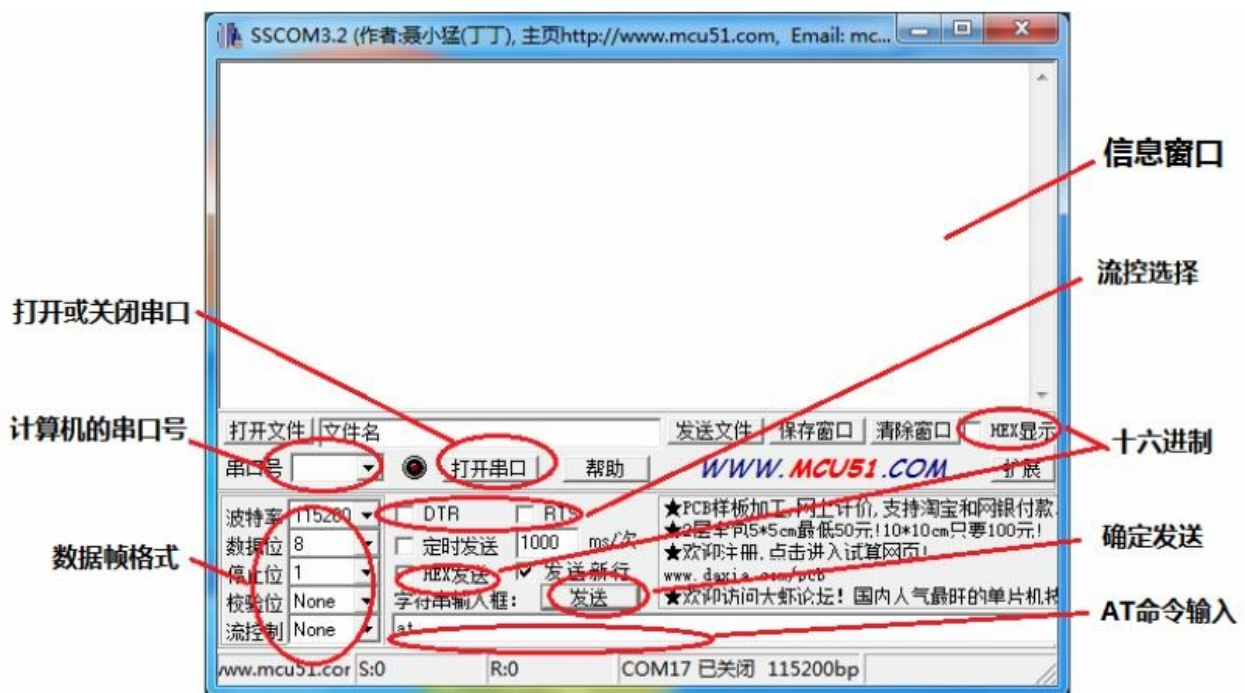 SSCOM3.2 (作者:聂小猛(丁丁), 主页http://www.mcu51.com, Email: mc...
信息窗口
流控选择
打开或关闭串口
计算机的串口号
打开文件 文件名 发送文件 保存窗口 清除窗口 HEX显示
十六进制
串口号 打开串口 帮助 WWW.MCU51.COM 扩展
波特率 115200 DTR RTS
★PCB样板加工,网上计价,支持淘宝和网银付款.
数据位 8 定时发送 1000 ms/次
★2层半包5*5cm最低50元!10*10cm只要100元!
确定发送
数据帧格式
★欢迎注册,点击进入试算网页!
停止位 1 HEX发送 发送新行
www.daxia.com/pcb
校验位 None 字符串输入框: 发送
★欢迎访问大虾论坛! 国内人气最旺的单片机技
AT命令输入
流控制 None at
www.mcu51.cor S:0 R:0 COM17 已关闭 115200bp